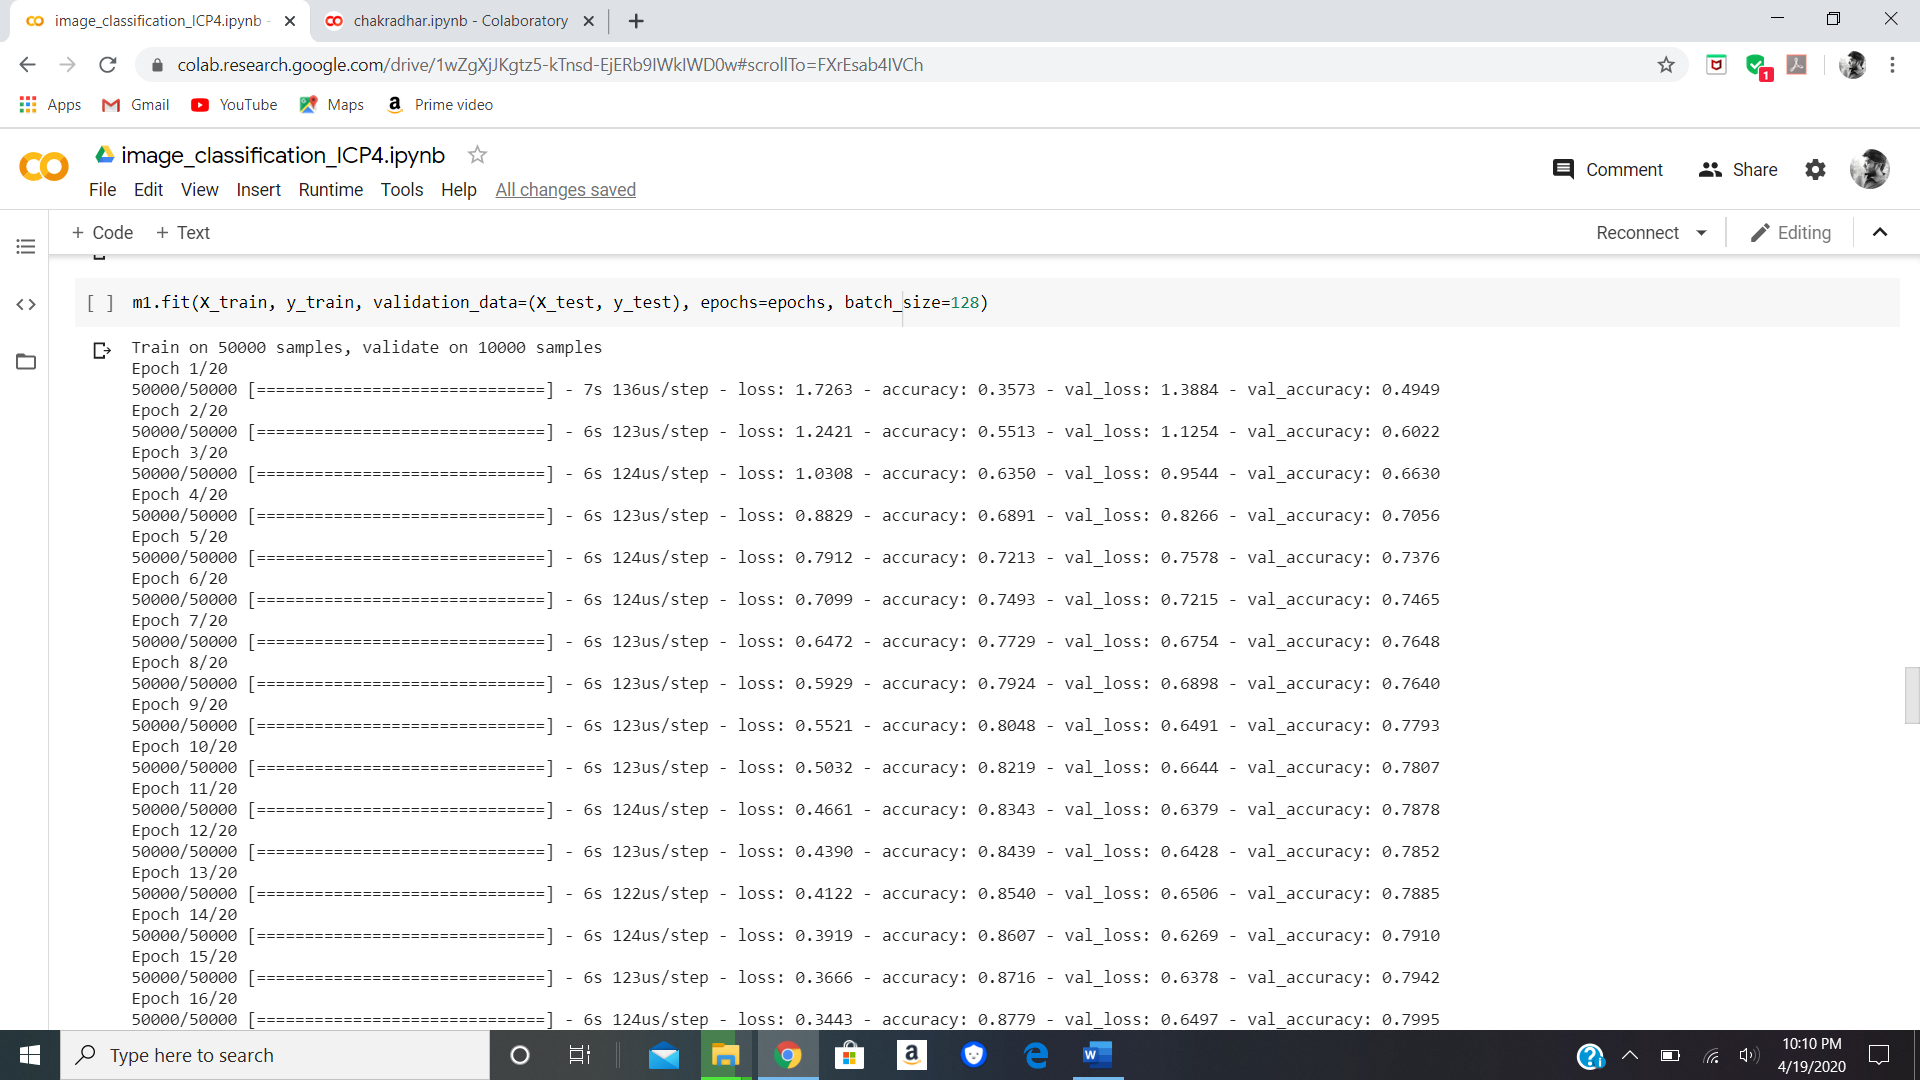 image_classification_ICP4.ipynb -
chakradhar.ipynb - Colaboratory
colab.research.google.com/drive/1wZgXjJKgtz5-kTnsd-EjERb9IWkIWD0w#scrollTo=FXrEsab4IVCh
1
Apps Gmail YouTube Maps Prime video
image_classification_ICP4.ipynb
File Edit View Insert Runtime Tools Help All changes saved
Comment Share
+ Code + Text
Reconnect Editing
[ ] m1.fit(X_train, y_train, validation_data=(X_test, y_test), epochs=epochs, batch_size=128)
Train on 50000 samples, validate on 10000 samples
Epoch 1/20
50000/50000 [==============================] - 7s 136us/step - loss: 1.7263 - accuracy: 0.3573 - val_loss: 1.3884 - val_accuracy: 0.4949
Epoch 2/20
50000/50000 [==============================] - 6s 123us/step - loss: 1.2421 - accuracy: 0.5513 - val_loss: 1.1254 - val_accuracy: 0.6022
Epoch 3/20
50000/50000 [==============================] - 6s 124us/step - loss: 1.0308 - accuracy: 0.6350 - val_loss: 0.9544 - val_accuracy: 0.6630
Epoch 4/20
50000/50000 [==============================] - 6s 123us/step - loss: 0.8829 - accuracy: 0.6891 - val_loss: 0.8266 - val_accuracy: 0.7056
Epoch 5/20
50000/50000 [==============================] - 6s 124us/step - loss: 0.7912 - accuracy: 0.7213 - val_loss: 0.7578 - val_accuracy: 0.7376
Epoch 6/20
50000/50000 [==============================] - 6s 124us/step - loss: 0.7099 - accuracy: 0.7493 - val_loss: 0.7215 - val_accuracy: 0.7465
Epoch 7/20
50000/50000 [==============================] - 6s 123us/step - loss: 0.6472 - accuracy: 0.7729 - val_loss: 0.6754 - val_accuracy: 0.7648
Epoch 8/20
50000/50000 [==============================] - 6s 123us/step - loss: 0.5929 - accuracy: 0.7924 - val_loss: 0.6898 - val_accuracy: 0.7640
Epoch 9/20
50000/50000 [==============================] - 6s 123us/step - loss: 0.5521 - accuracy: 0.8048 - val_loss: 0.6491 - val_accuracy: 0.7793
Epoch 10/20
50000/50000 [==============================] - 6s 123us/step - loss: 0.5032 - accuracy: 0.8219 - val_loss: 0.6644 - val_accuracy: 0.7807
Epoch 11/20
50000/50000 [==============================] - 6s 124us/step - loss: 0.4661 - accuracy: 0.8343 - val_loss: 0.6379 - val_accuracy: 0.7878
Epoch 12/20
50000/50000 [==============================] - 6s 123us/step - loss: 0.4390 - accuracy: 0.8439 - val_loss: 0.6428 - val_accuracy: 0.7852
Epoch 13/20
50000/50000 [==============================] - 6s 122us/step - loss: 0.4122 - accuracy: 0.8540 - val_loss: 0.6506 - val_accuracy: 0.7885
Epoch 14/20
50000/50000 [==============================] - 6s 124us/step - loss: 0.3919 - accuracy: 0.8607 - val_loss: 0.6269 - val_accuracy: 0.7910
Epoch 15/20
50000/50000 [==============================] - 6s 123us/step - loss: 0.3666 - accuracy: 0.8716 - val_loss: 0.6378 - val_accuracy: 0.7942
Epoch 16/20
50000/50000 [==============================] - 6s 124us/step - loss: 0.3443 - accuracy: 0.8779 - val_loss: 0.6497 - val_accuracy: 0.7995
Type here to search
10:10 PM
4/19/2020